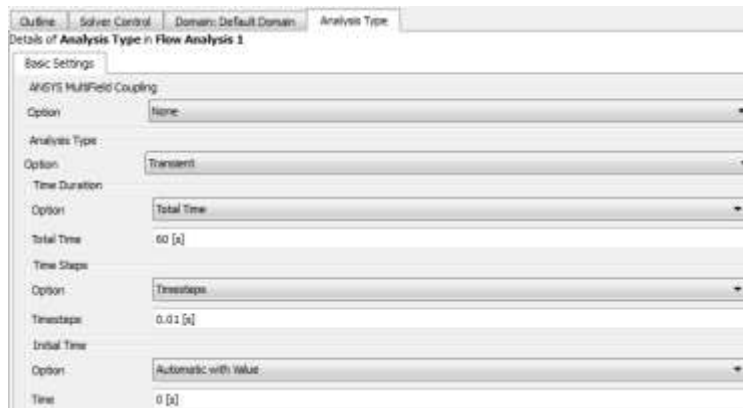 Outline Solver Control Domain: Default Domain Analysis Type
Details of Analysis Type in Flow Analysis 1
Basic Settings
ANSYS MultiField Coupling
Option None
Analysis Type
Option Transient
Time Duration
Option Total Time
Total Time 60 [s]
Time Steps
Option Timesteps
Timesteps 0.01 [s]
Initial Time
Option Automatic with Value
Time 0 [s]